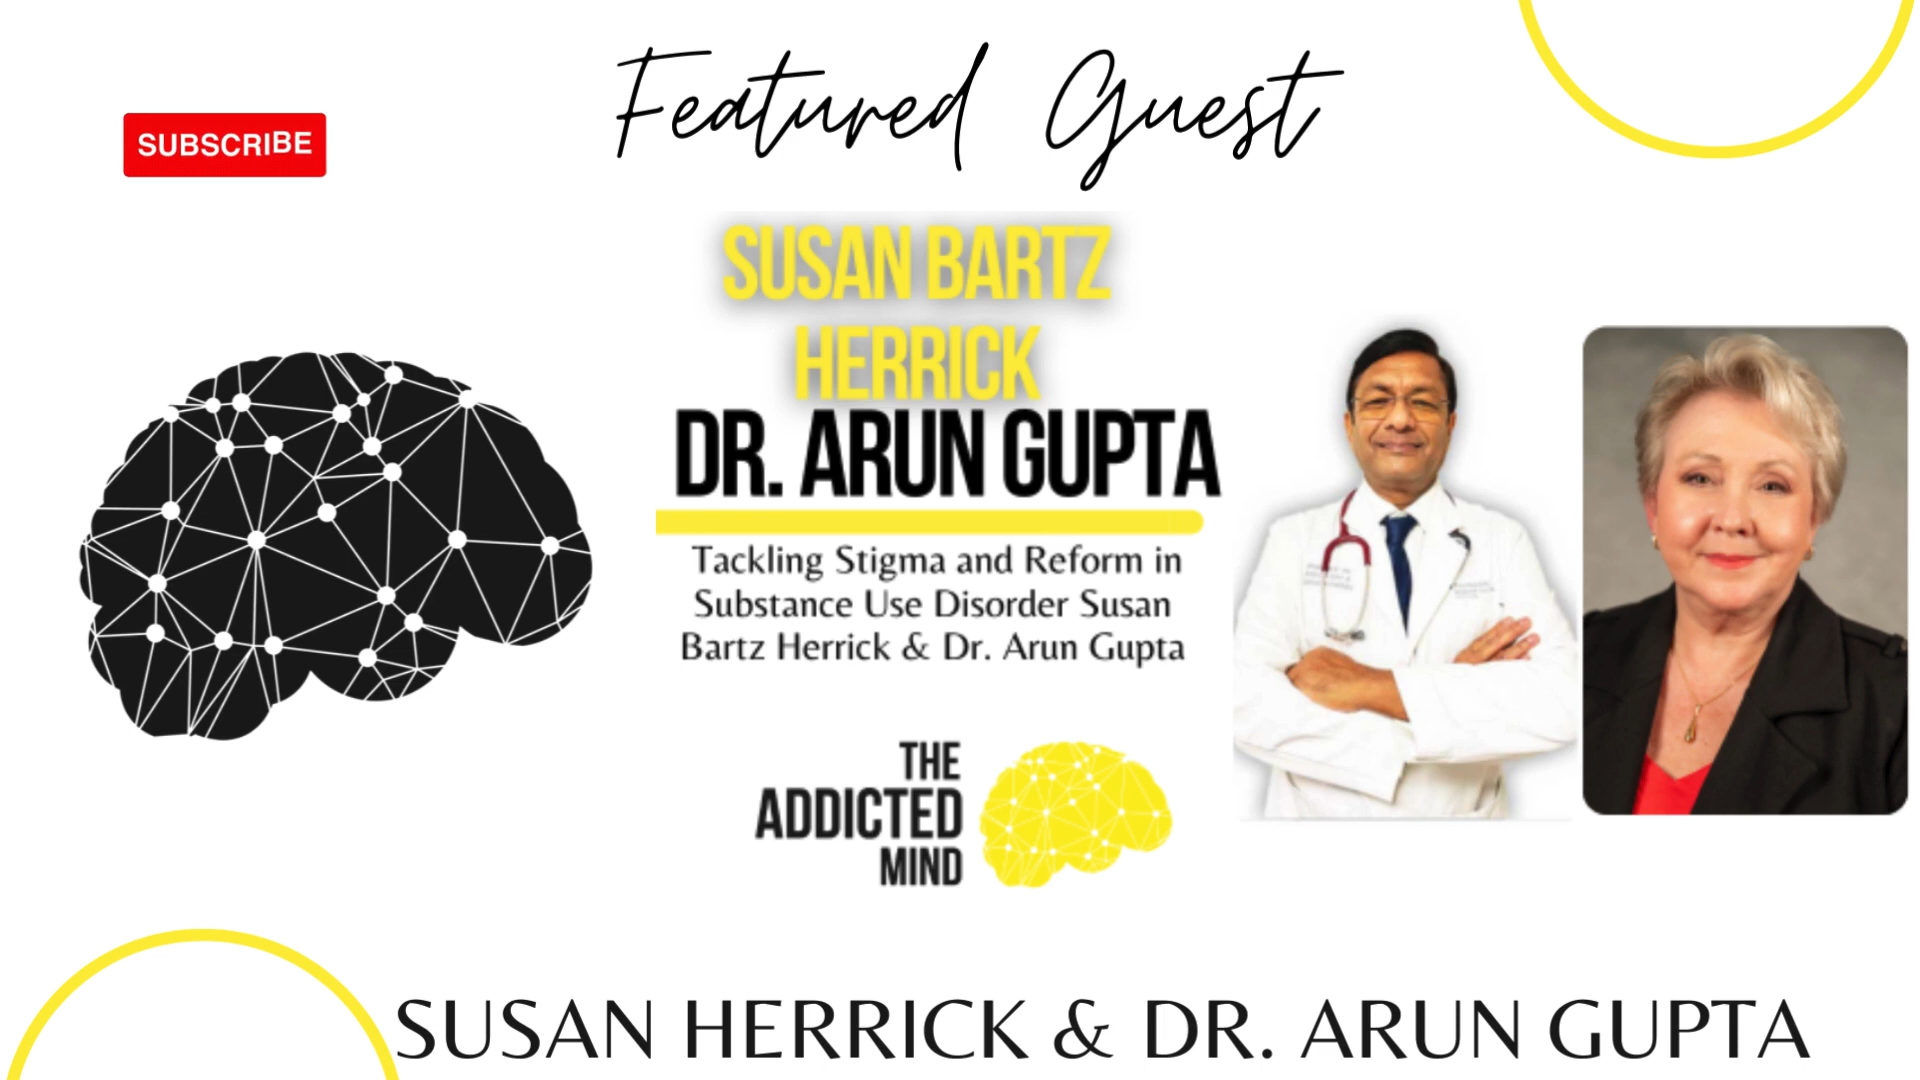 Featured Guest
SUBSCRIBE
SUSAN BARTZ
HERRICK
DR. ARUN GUPTA
Tackling Stigma and Reform in
Substance Use Disorder Susan
Bartz Herrick & Dr. Arun Gupta
THE
ADDICTED
MIND
SUSAN HERRICK & DR. ARUN GUPTA